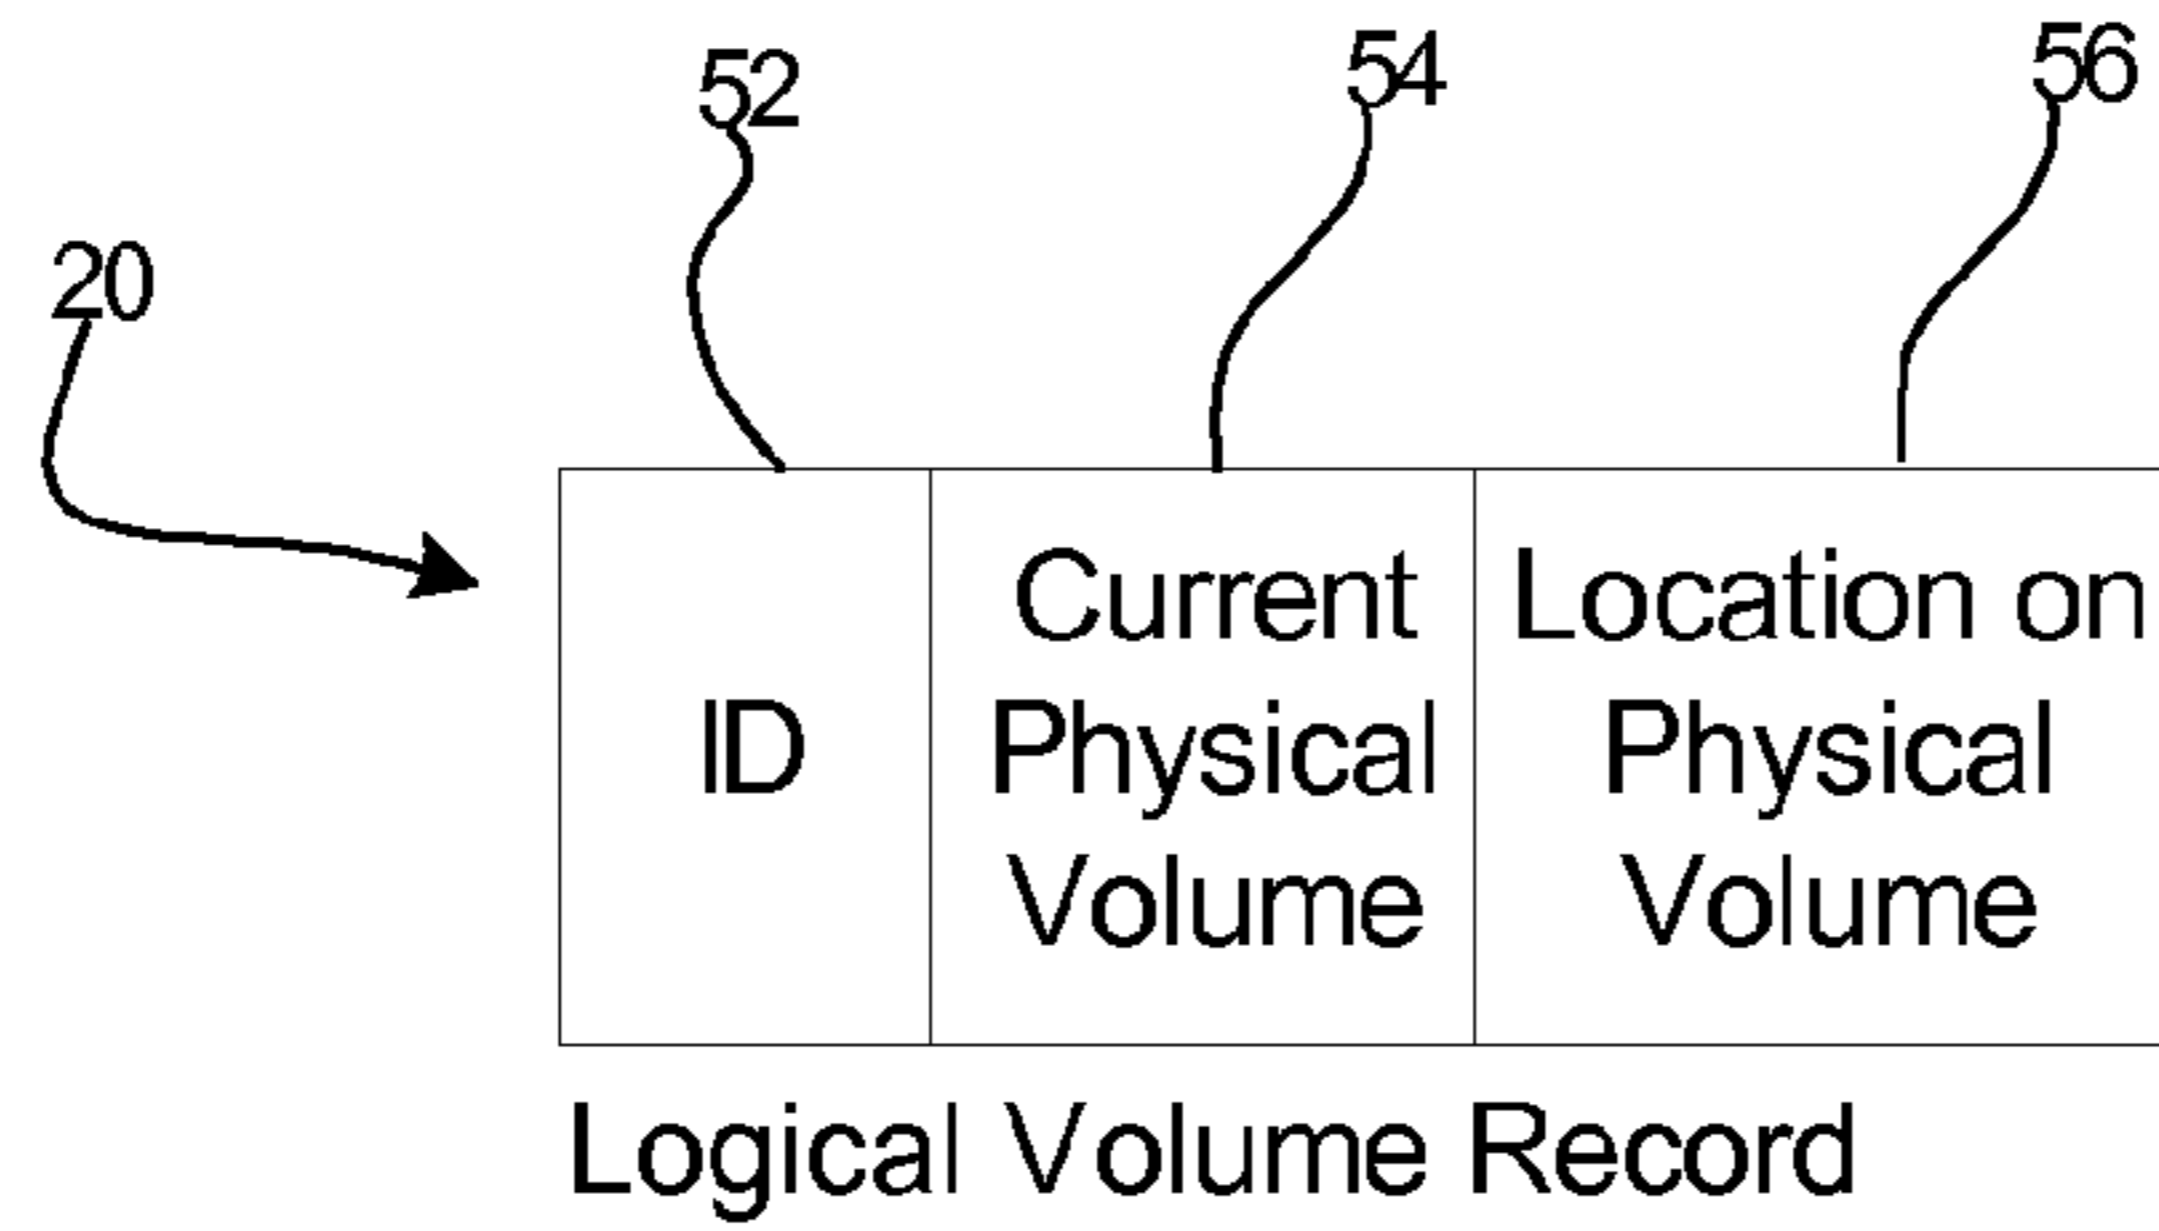 52
54
56
20
ID
Current
Physical
Volume
Location on
Physical
Volume
Logical Volume Record